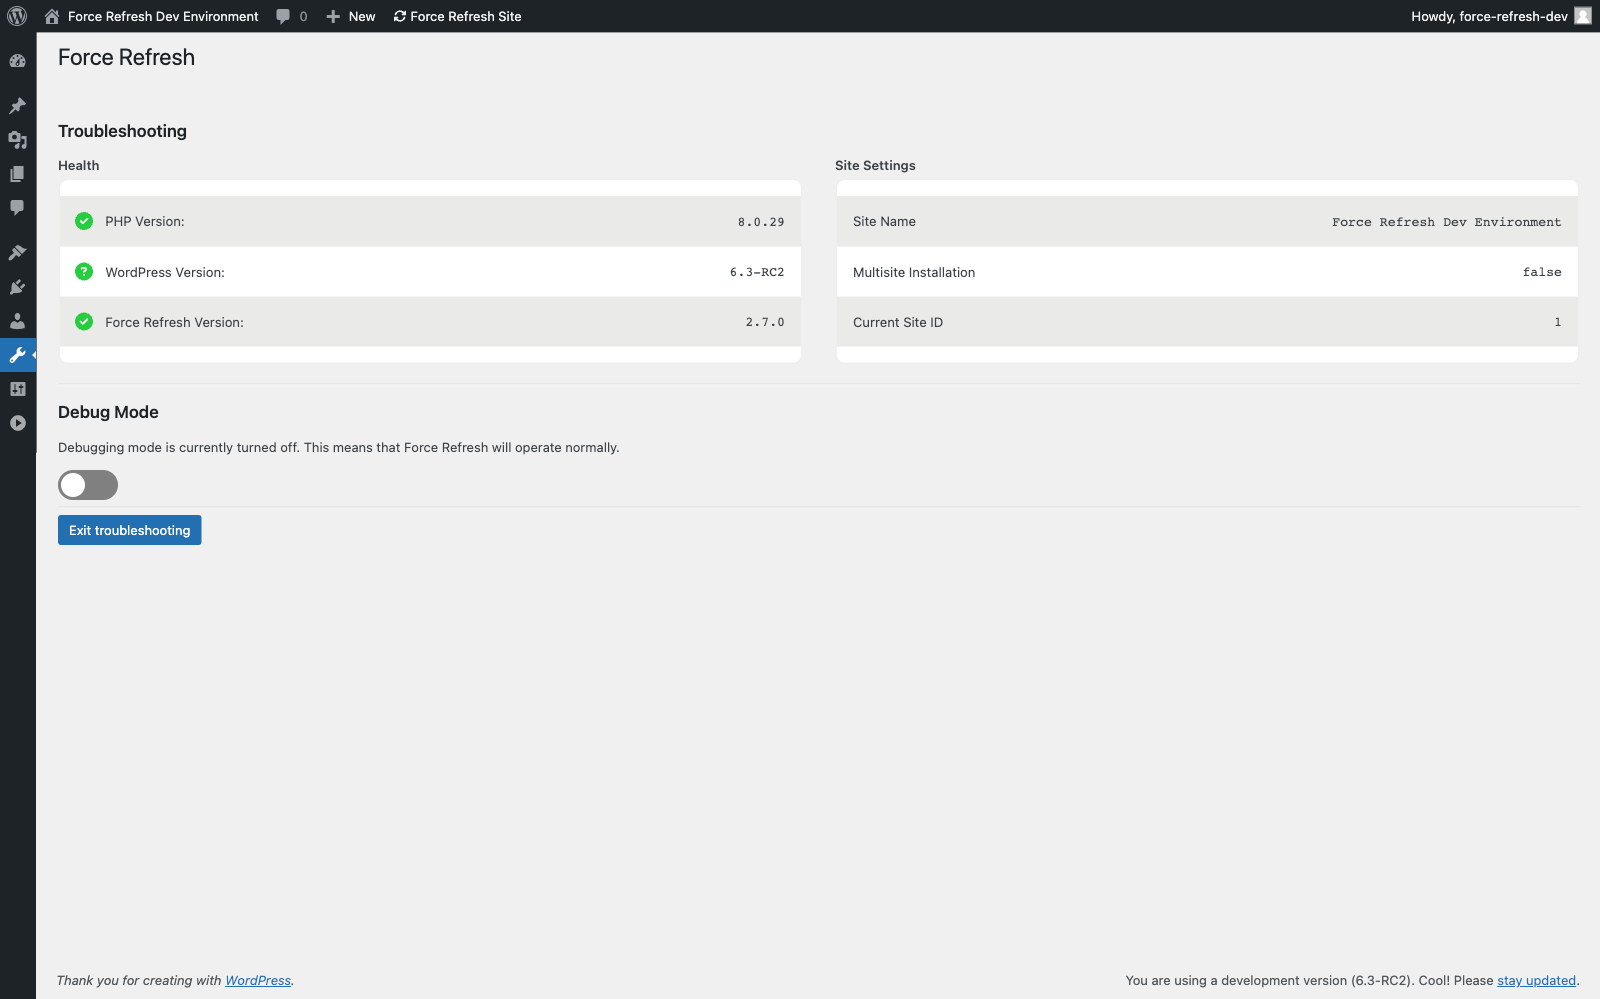 Force Refresh Dev Environment 0 New Force Refresh Site Howdy, force-refresh-dev
Force Refresh
Troubleshooting
Health
PHP Version: 8.0.29
WordPress Version: 6.3-RC2
Force Refresh Version: 2.7.0
Site Settings
Site Name Force Refresh Dev Environment
Multisite Installation false
Current Site ID 1
Debug Mode
Debugging mode is currently turned off. This means that Force Refresh will operate normally.
Exit troubleshooting
Thank you for creating with WordPress.
You are using a development version (6.3-RC2). Cool! Please stay updated.